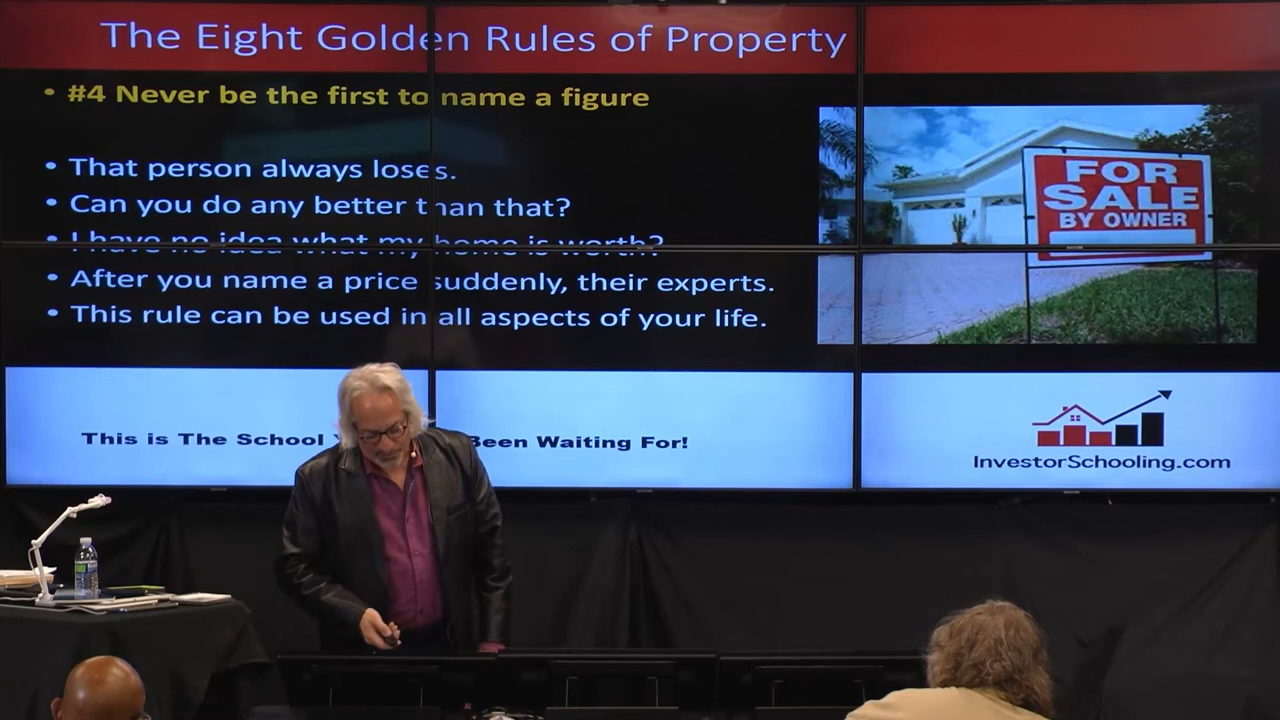 The Eight Golden Rules of Property
• #4 Never be the first to name a figure
• That person always loses.
• Can you do any better than that?
• I have no idea what my home is worth?
• After you name a price suddenly, their experts.
• This rule can be used in all aspects of your life.
FOR
SALE
BY OWNER
This is The School Been Waiting For!
InvestorSchooling.com